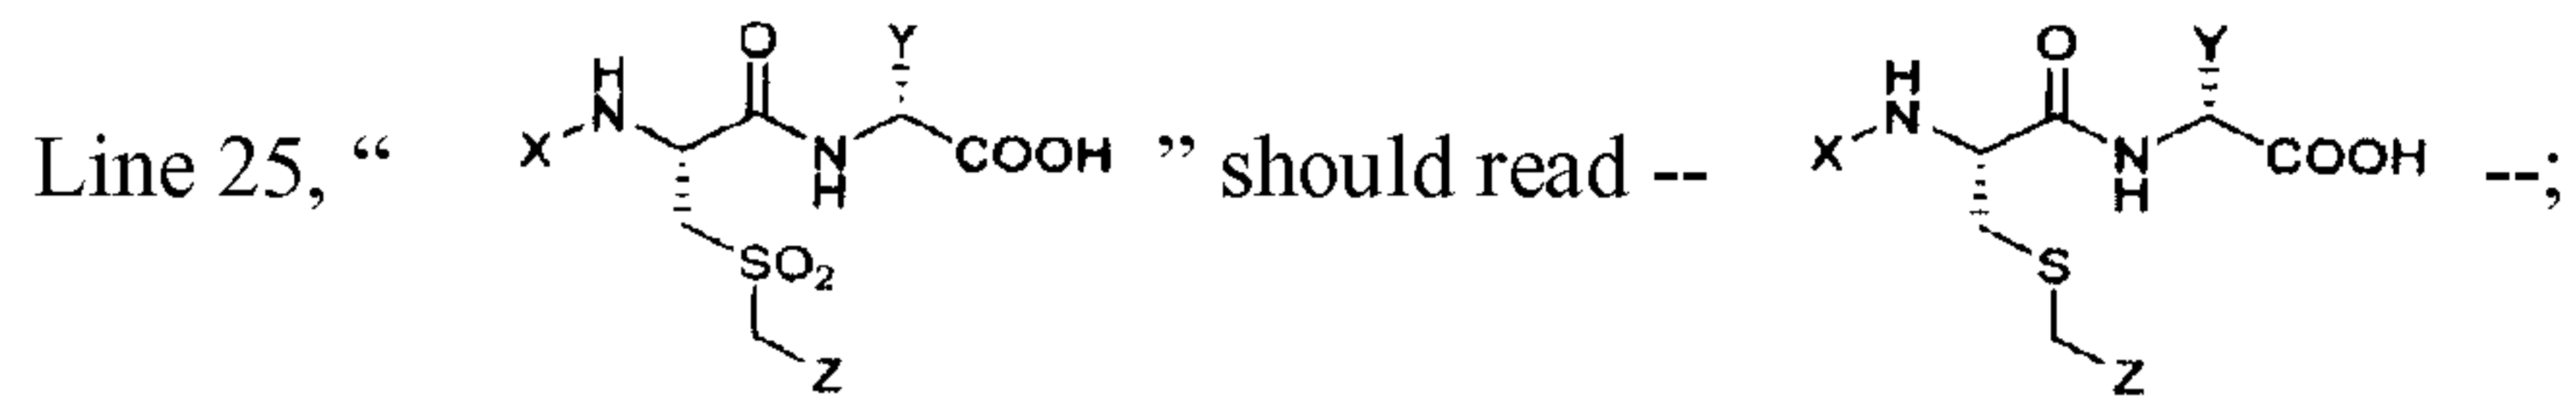 Line 25, “ X H N O N H Y COOH SO₂ Z ” should read -- X H N O N H Y COOH S Z --;